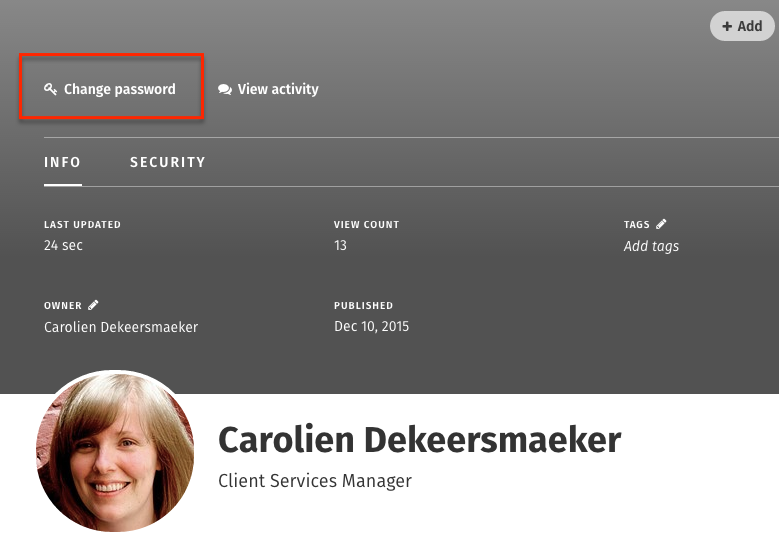 + Add
Change password View activity
INFO SECURITY
LAST UPDATED VIEW COUNT TAGS
24 sec 13 Add tags
OWNER PUBLISHED
Carolien Dekeersmaeker Dec 10, 2015
Carolien Dekeersmaeker
Client Services Manager